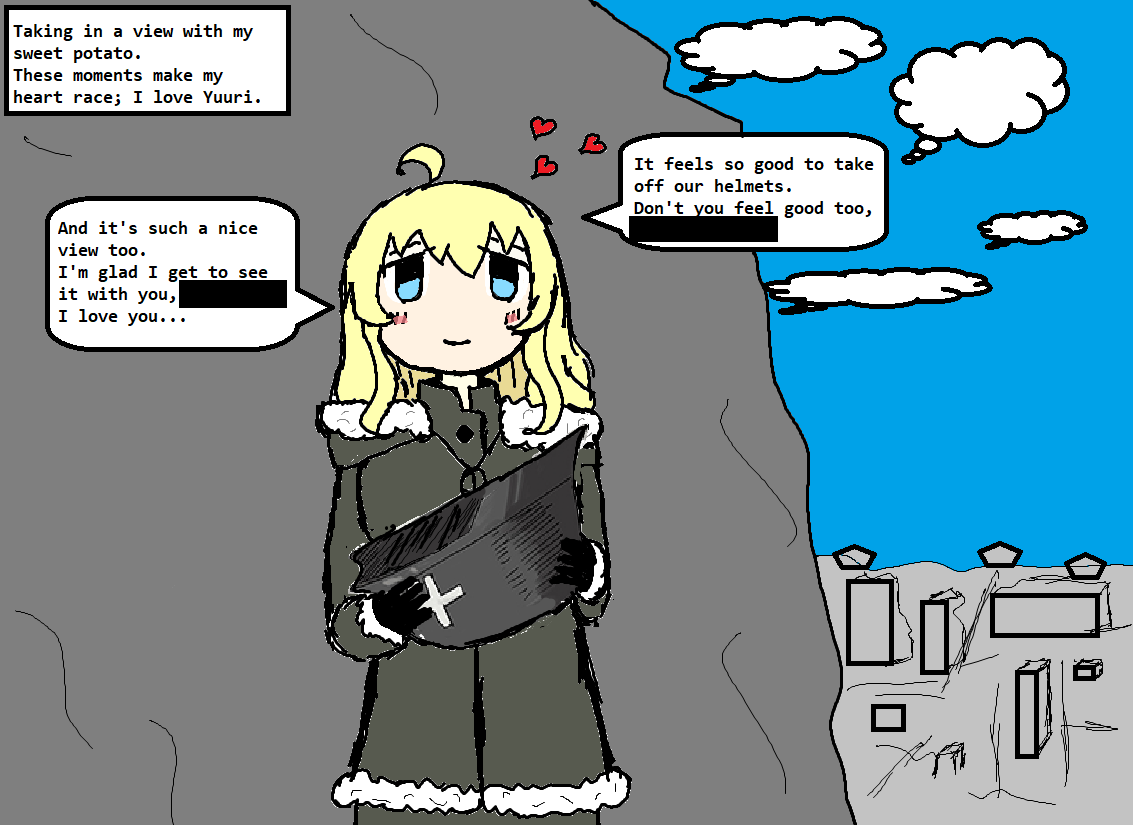 Taking in a view with my
sweet potato.
These moments make my
heart race; I love Yuuri.
It feels so good to take
off our helmets.
Don't you feel good too,
And it's such a nice
view too.
I'm glad I get to see
it with you,
I love you...